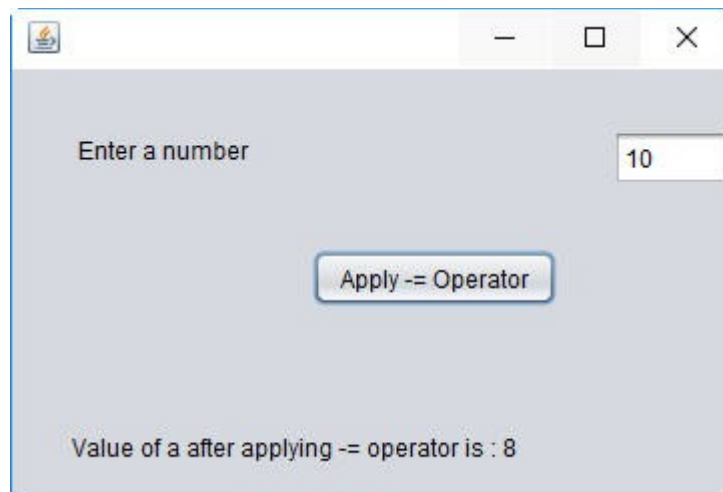 Enter a number
10
Apply -= Operator
Value of a after applying -= operator is : 8